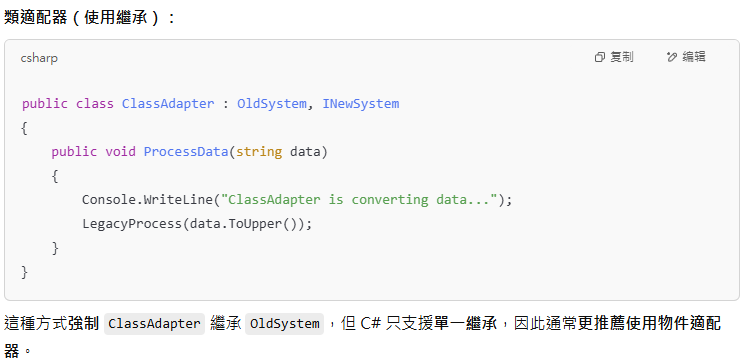 類適配器（使用繼承）：
csharp 复制 编辑
public class ClassAdapter : OldSystem, INewSystem
{
    public void ProcessData(string data)
    {
        Console.WriteLine("ClassAdapter is converting data...");
        LegacyProcess(data.ToUpper());
    }
}
這種方式強制 ClassAdapter 繼承 OldSystem，但 C# 只支援單一繼承，因此通常更推薦使用物件適配
器。